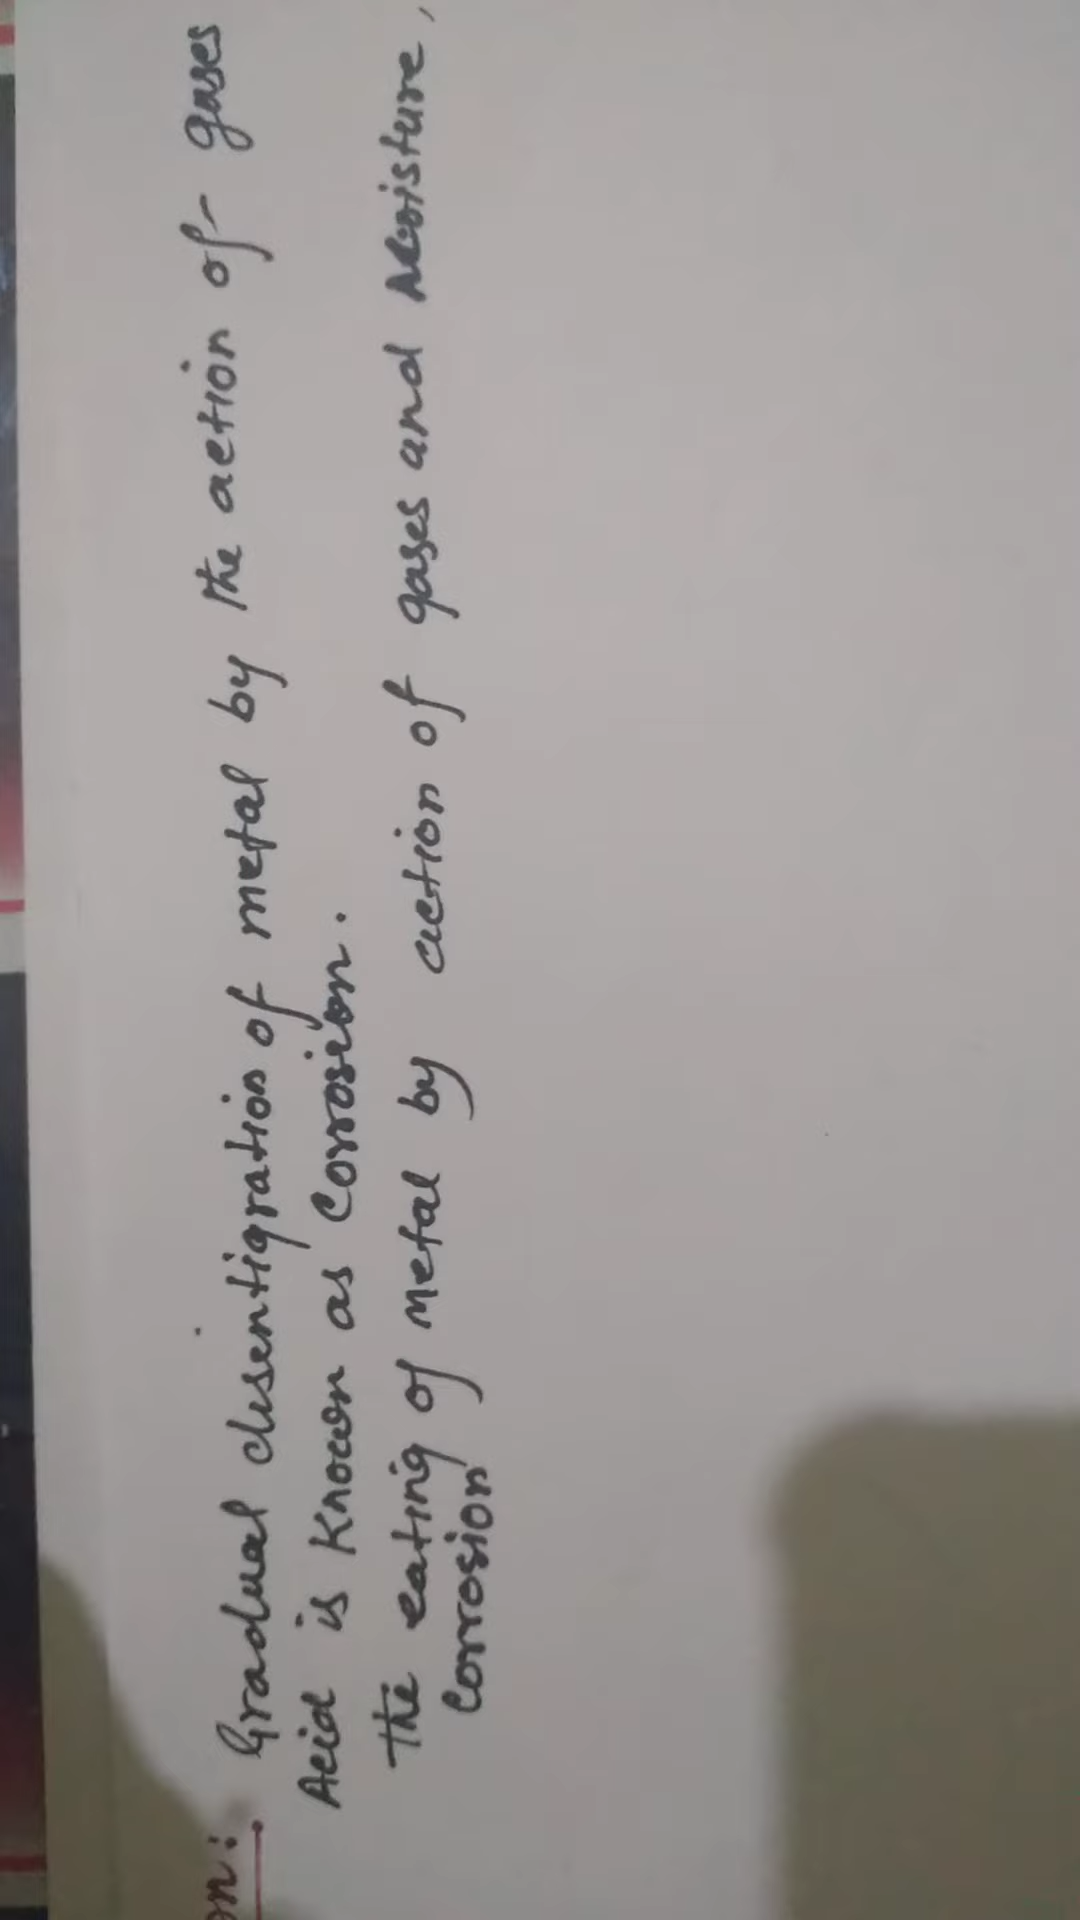 on: Gradual disentigration of metal by the action of gases
Acid is Known as Corrosion.
The eating of Metal by action of gases and Moisture,
Corrosion